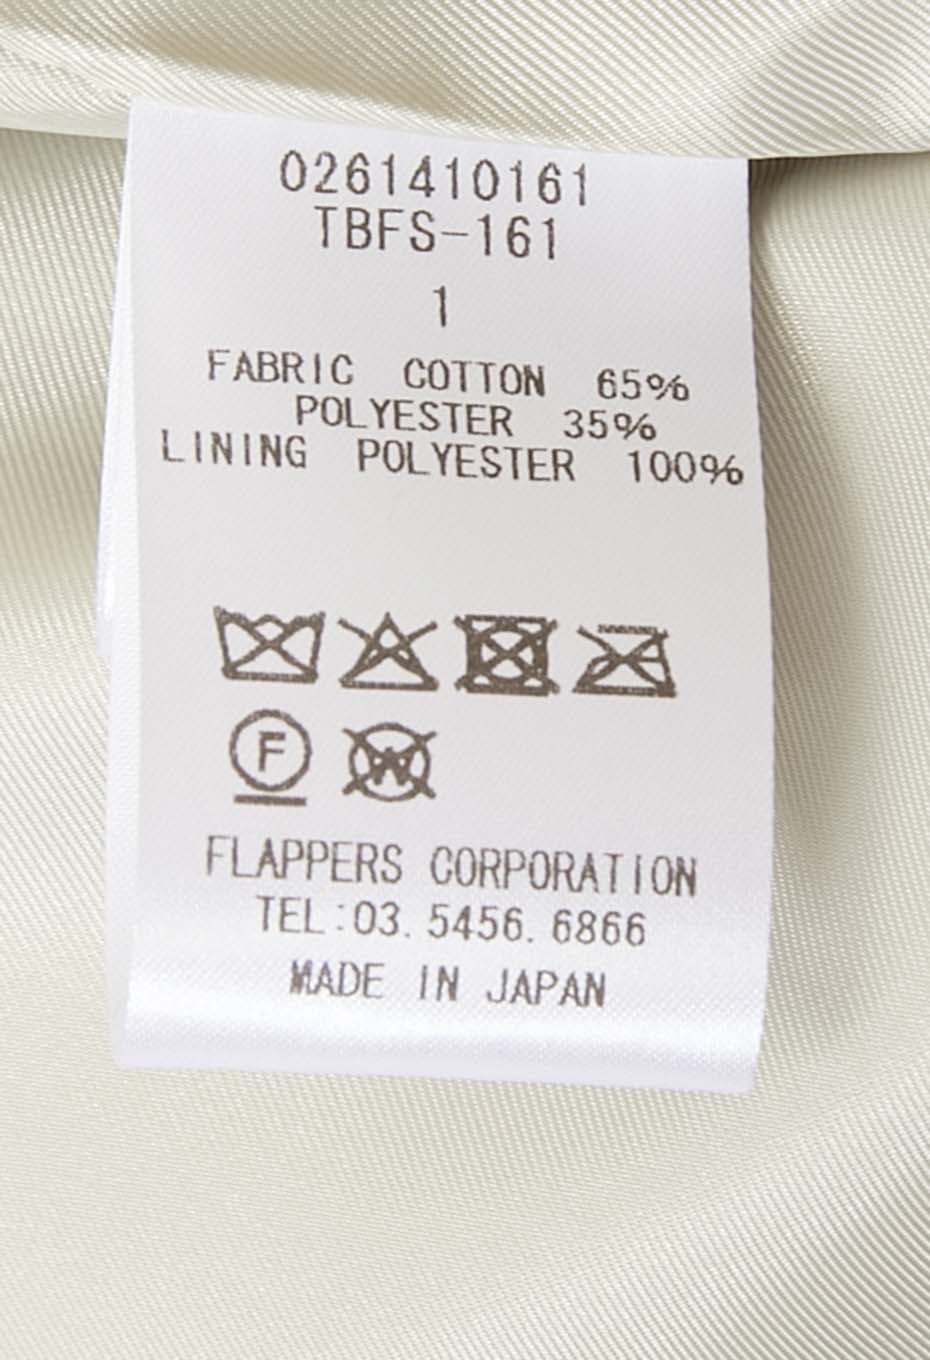 0261410161
TBFS-161
1
FABRIC COTTON 65%
POLYESTER 35%
LINING POLYESTER 100%
F W
FLAPPERS CORPORATION
TEL:03.5456.6866
MADE IN JAPAN